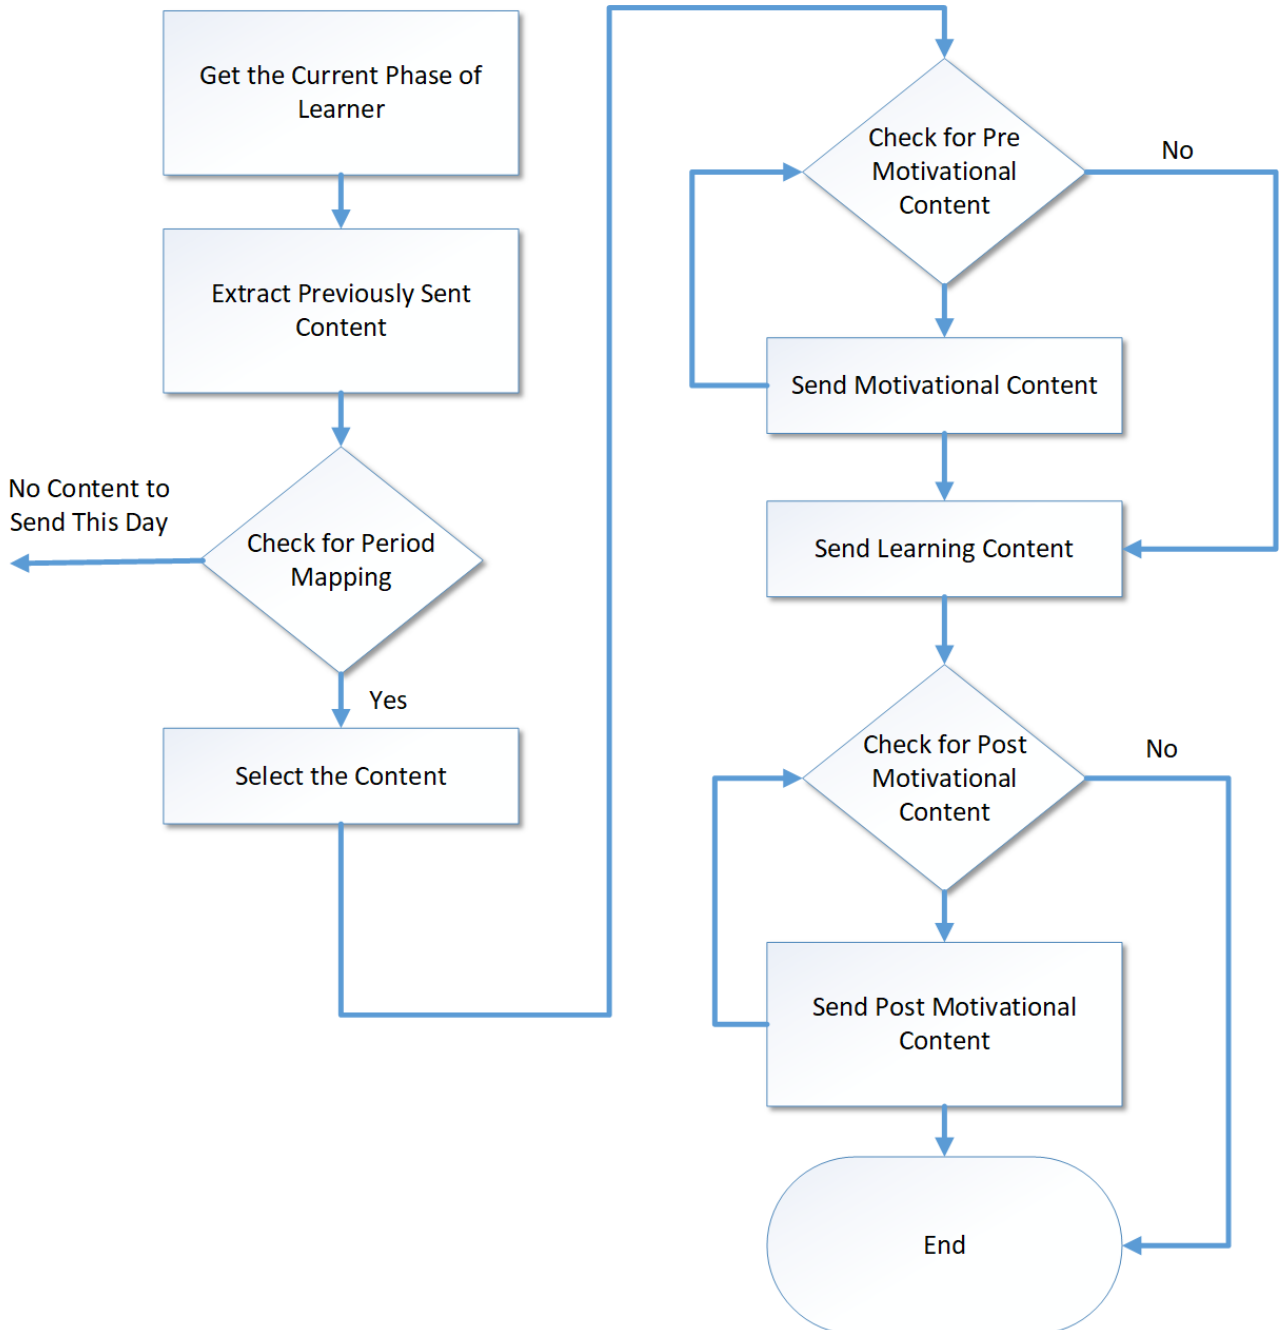 Get the Current Phase of
Learner
Extract Previously Sent
Content
No Content to
Send This Day
Check for Period
Mapping
Yes
Select the Content
Check for Pre
Motivational
Content
No
Send Motivational Content
Send Learning Content
Check for Post
Motivational
Content
No
Send Post Motivational
Content
End